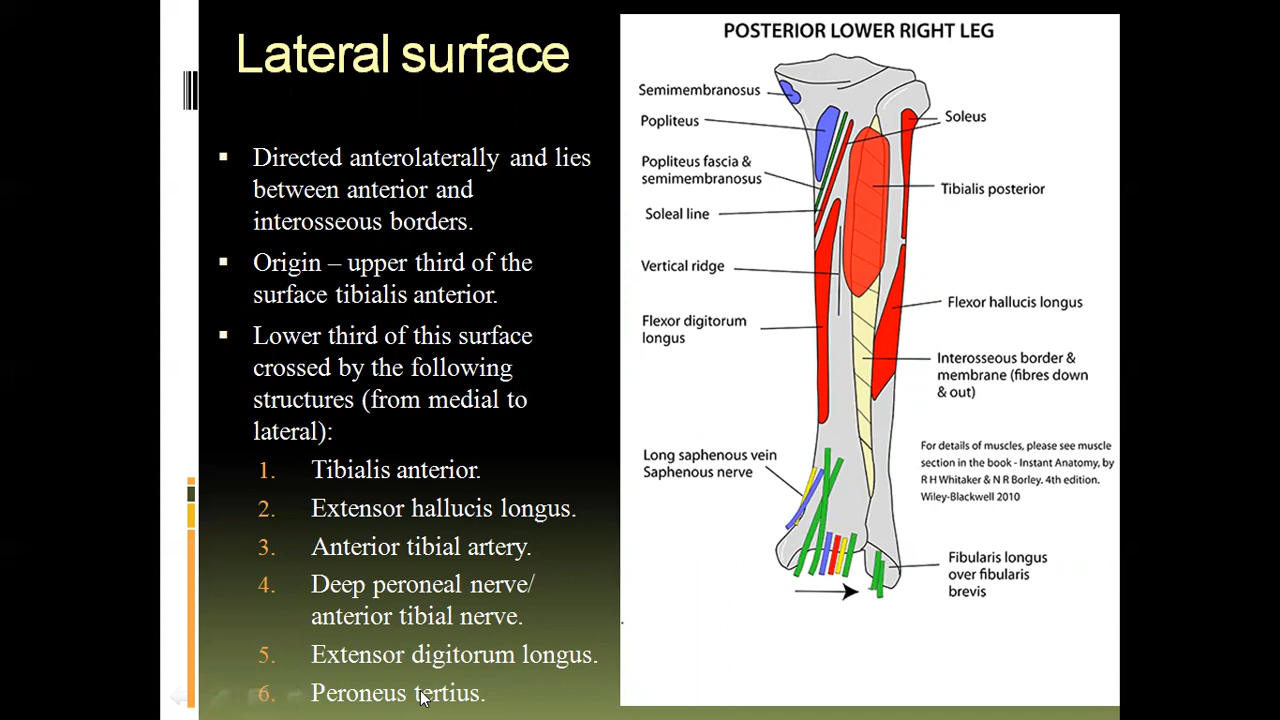 Lateral surface
Directed anterolaterally and lies
between anterior and
interosseous borders.
Origin – upper third of the
surface tibialis anterior.
Lower third of this surface
crossed by the following
structures (from medial to
lateral):
1. Tibialis anterior.
2. Extensor hallucis longus.
3. Anterior tibial artery.
4. Deep peroneal nerve/
anterior tibial nerve.
5. Extensor digitorum longus.
6. Peroneus tertius.
POSTERIOR LOWER RIGHT LEG
Semimembranosus
Popliteus
Popliteus fascia &
semimembranosus
Soleal line
Vertical ridge
Flexor digitorum
longus
Long saphenous vein
Saphenous nerve
Soleus
Tibialis posterior
Flexor hallucis longus
Interosseous border &
membrane (fibres down
& out)
For details of muscles, please see muscle
section in the book - Instant Anatomy, by
R H Whitaker & N R Borley. 4th edition.
Wiley-Blackwell 2010
Fibularis longus
over fibularis
brevis